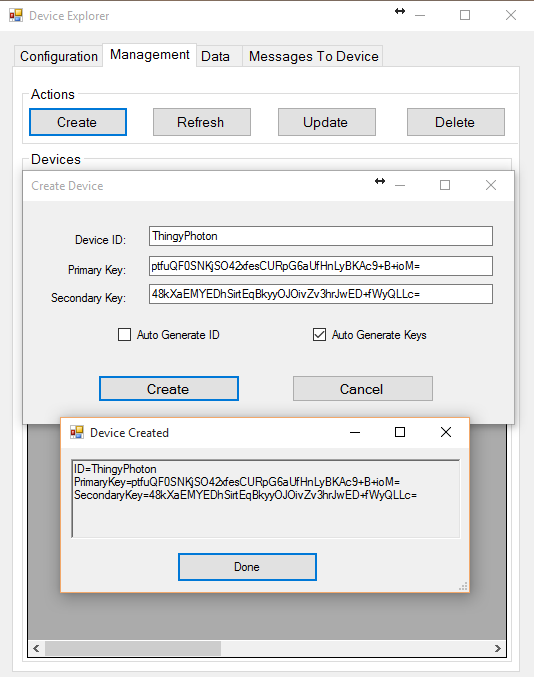 Device Explorer
Configuration Management Data Messages To Device
Actions
Create Refresh Update Delete
Devices
Create Device
Device ID: ThingyPhoton
Primary Key: ptfuQF0SNKjSO42xfesCURpG6aUfHnLyBKAc9+B+ioM=
Secondary Key: 48kXaEMYEDhSirtEqBkyyOJOivZv3hrJwED+fWyQLLc=
Auto Generate ID Auto Generate Keys
Create Cancel
Device Created
ID=ThingyPhoton
PrimaryKey=ptfuQF0SNKjSO42xfesCURpG6aUfHnLyBKAc9+B+ioM=
SecondaryKey=48kXaEMYEDhSirtEqBkyyOJOivZv3hrJwED+fWyQLLc=
Done